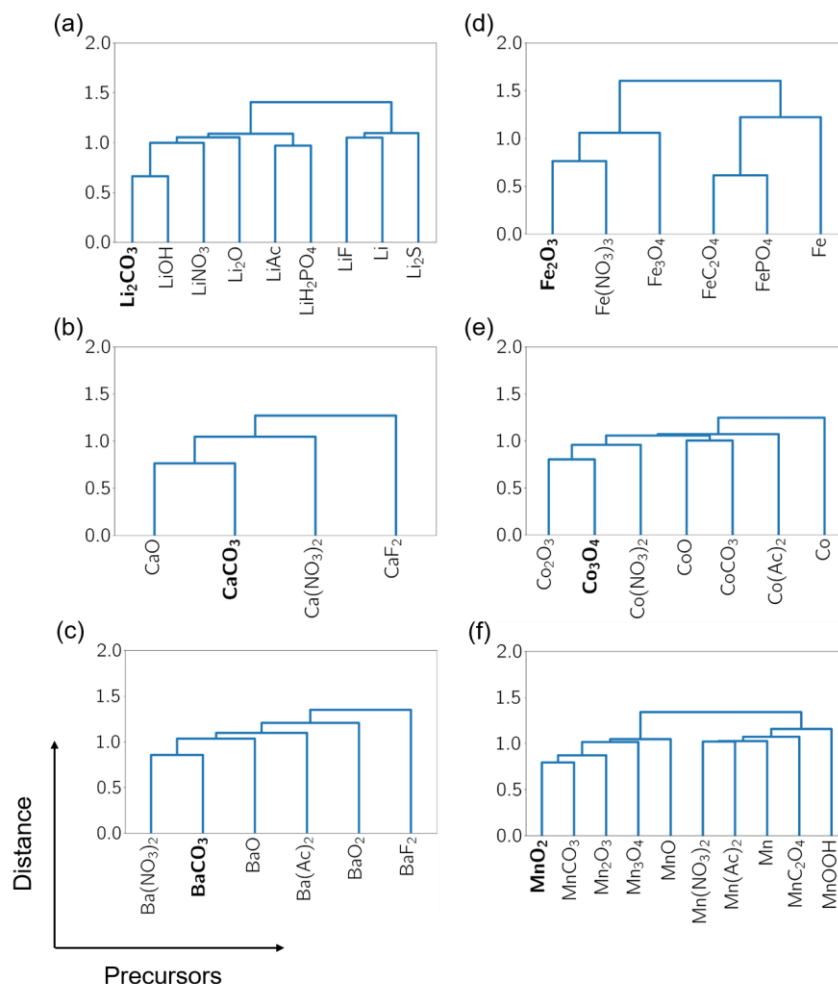 (a)
2.0
1.5
1.0
0.5
0.0
Li₂CO₃
LiOH
LiNO₃
Li₂O
LiAc
LiH₂PO₄
LiF
Li
Li₂S
(b)
2.0
1.5
1.0
0.5
0.0
CaO
CaCO₃
Ca(NO₃)₂
CaF₂
(c)
2.0
1.5
1.0
0.5
0.0
Ba(NO₃)₂
BaCO₃
BaO
Ba(Ac)₂
BaO₂
BaF₂
(d)
2.0
1.5
1.0
0.5
0.0
Fe₂O₃
Fe(NO₃)₃
Fe₃O₄
FeC₂O₄
FePO₄
Fe
(e)
2.0
1.5
1.0
0.5
0.0
Co₂O₃
Co₃O₄
Co(NO₃)₂
CoO
CoCO₃
Co(Ac)₂
Co
(f)
2.0
1.5
1.0
0.5
0.0
MnO₂
MnCO₃
Mn₂O₃
Mn₃O₄
MnO
Mn(NO₃)₂
Mn(Ac)₂
Mn
MnC₂O₄
MnOOH
Distance
Precursors